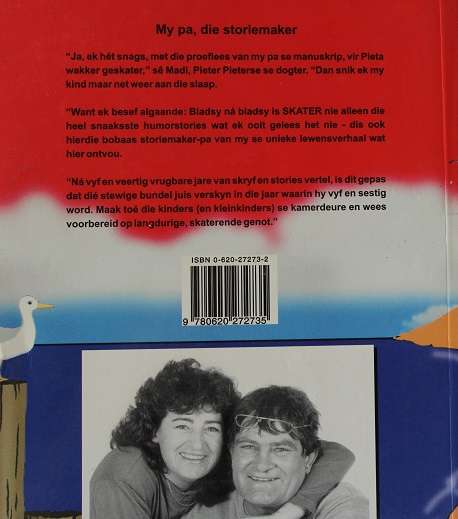 My pa, die storiemaker
"Ja, ek hét snags, met die proeflees van my pa se manuskrip, vir Pieta
wakker geskater," sê Madi, Pieter Pieterse se dogter. "Dan snik ek my
kind maar net weer aan die slaap.
"Want ek besef algaande: Bladsy ná bladsy is SKATER nie alleen die
heel snaaksste humorstories wat ek ooit gelees het nie - dis ook
hierdie bobaas storiemaker-pa van my se unieke lewensverhaal wat
hier ontvou.
"Ná vyf en veertig vrugbare jare van skryf en stories vertel, is dit gepas
dat dié stewige bundel juis verskyn in die jaar waarin hy vyf en sestig
word. Maak toé die kinders (en kleinkinders) se kamerdeure en wees
voorbereid op langdurige, skaterende genot."
ISBN 0-620-27273-2
9 780620 272735